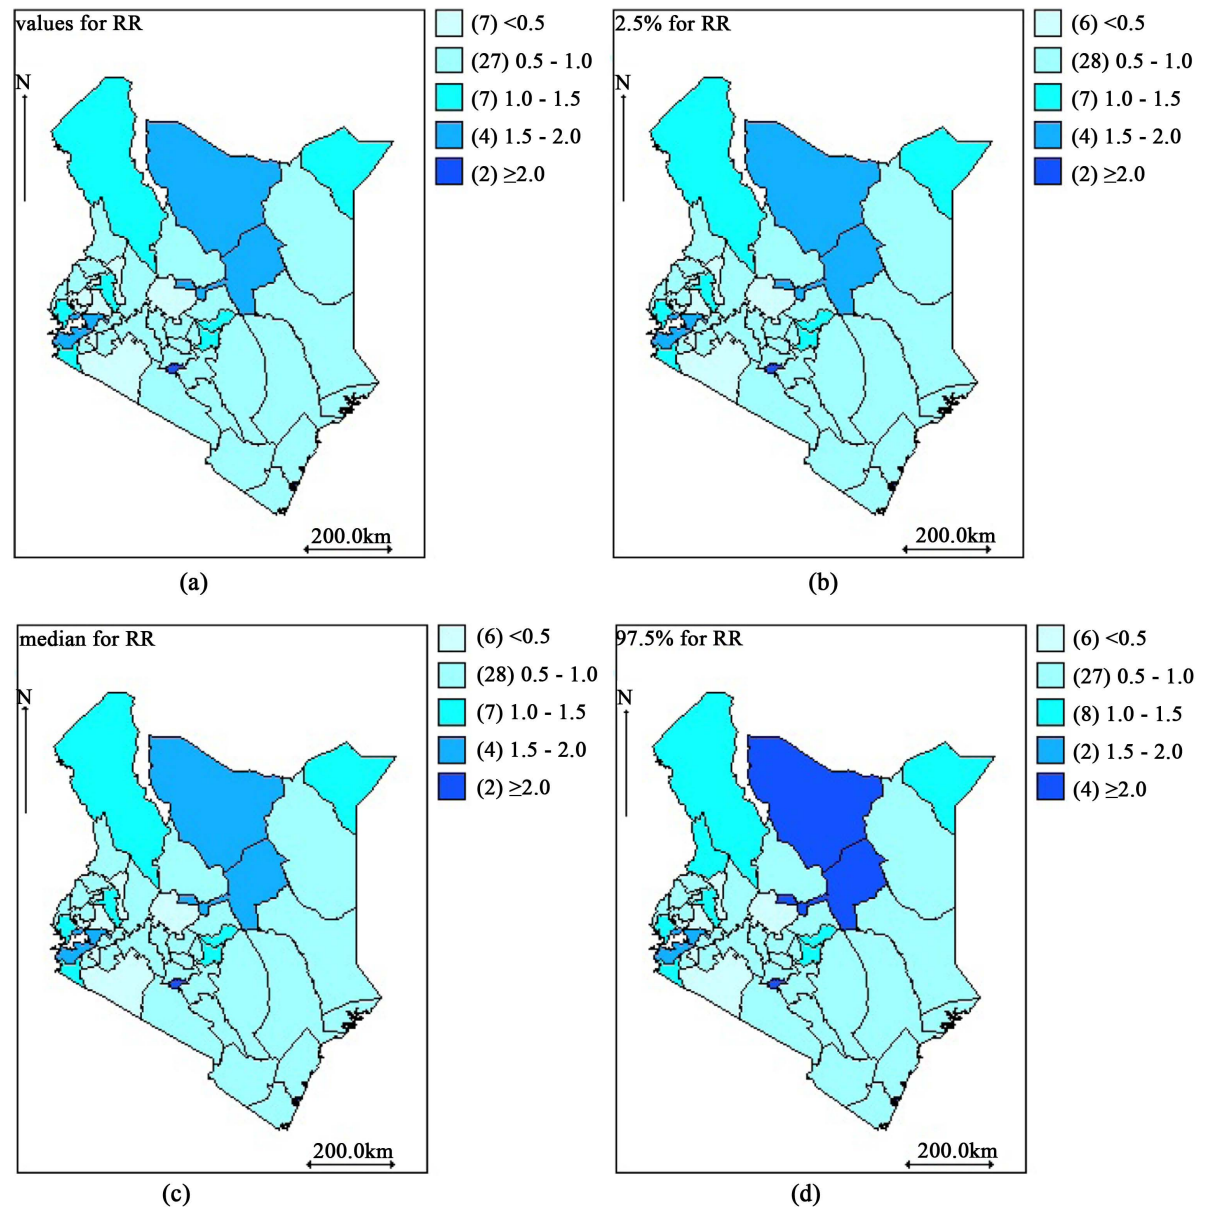 values for RR
(7) <0.5
(27) 0.5 - 1.0
(7) 1.0 - 1.5
(4) 1.5 - 2.0
(2) ≥2.0
N
200.0km
(a)
2.5% for RR
(6) <0.5
(28) 0.5 - 1.0
(7) 1.0 - 1.5
(4) 1.5 - 2.0
(2) ≥2.0
N
200.0km
(b)
median for RR
(6) <0.5
(28) 0.5 - 1.0
(7) 1.0 - 1.5
(4) 1.5 - 2.0
(2) ≥2.0
N
200.0km
(c)
97.5% for RR
(6) <0.5
(27) 0.5 - 1.0
(8) 1.0 - 1.5
(2) 1.5 - 2.0
(4) ≥2.0
N
200.0km
(d)